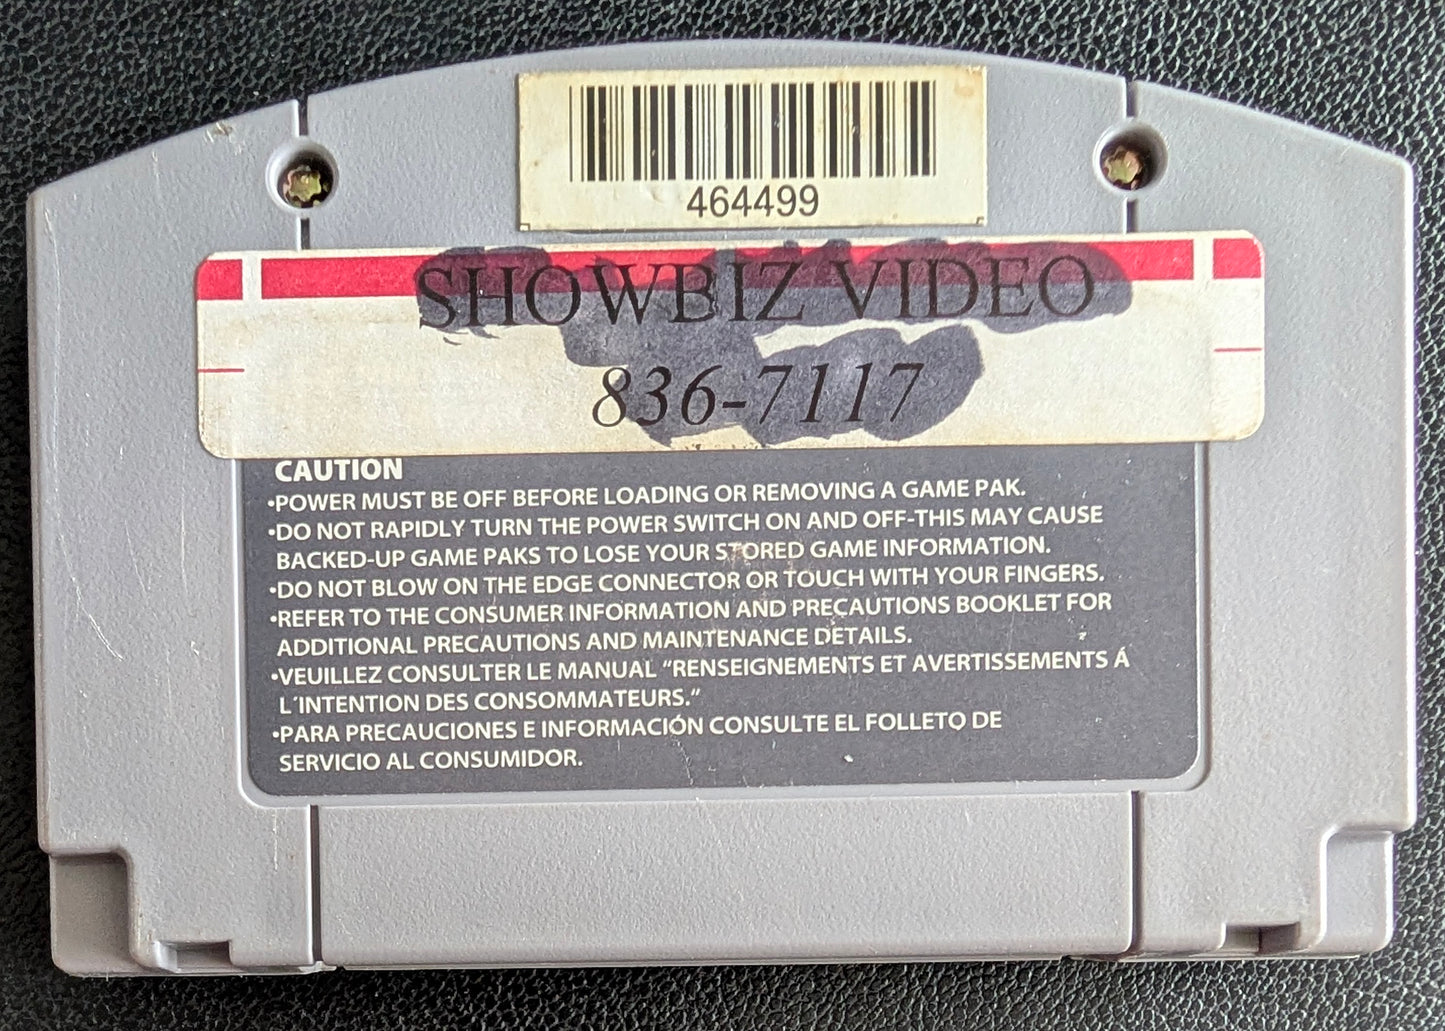 464499
SHOWBIZ VIDEO
836-7117
CAUTION
•POWER MUST BE OFF BEFORE LOADING OR REMOVING A GAME PAK.
•DO NOT RAPIDLY TURN THE POWER SWITCH ON AND OFF-THIS MAY CAUSE
BACKED-UP GAME PAKS TO LOSE YOUR STORED GAME INFORMATION.
•DO NOT BLOW ON THE EDGE CONNECTOR OR TOUCH WITH YOUR FINGERS.
•REFER TO THE CONSUMER INFORMATION AND PRECAUTIONS BOOKLET FOR
ADDITIONAL PRECAUTIONS AND MAINTENANCE DETAILS.
•VEUILLEZ CONSULTER LE MANUAL "RENSEIGNEMENTS ET AVERTISSEMENTS Á
L'INTENTION DES CONSOMMATEURS."
•PARA PRECAUCIONES E INFORMACIÓN CONSULTE EL FOLLETO DE
SERVICIO AL CONSUMIDOR.